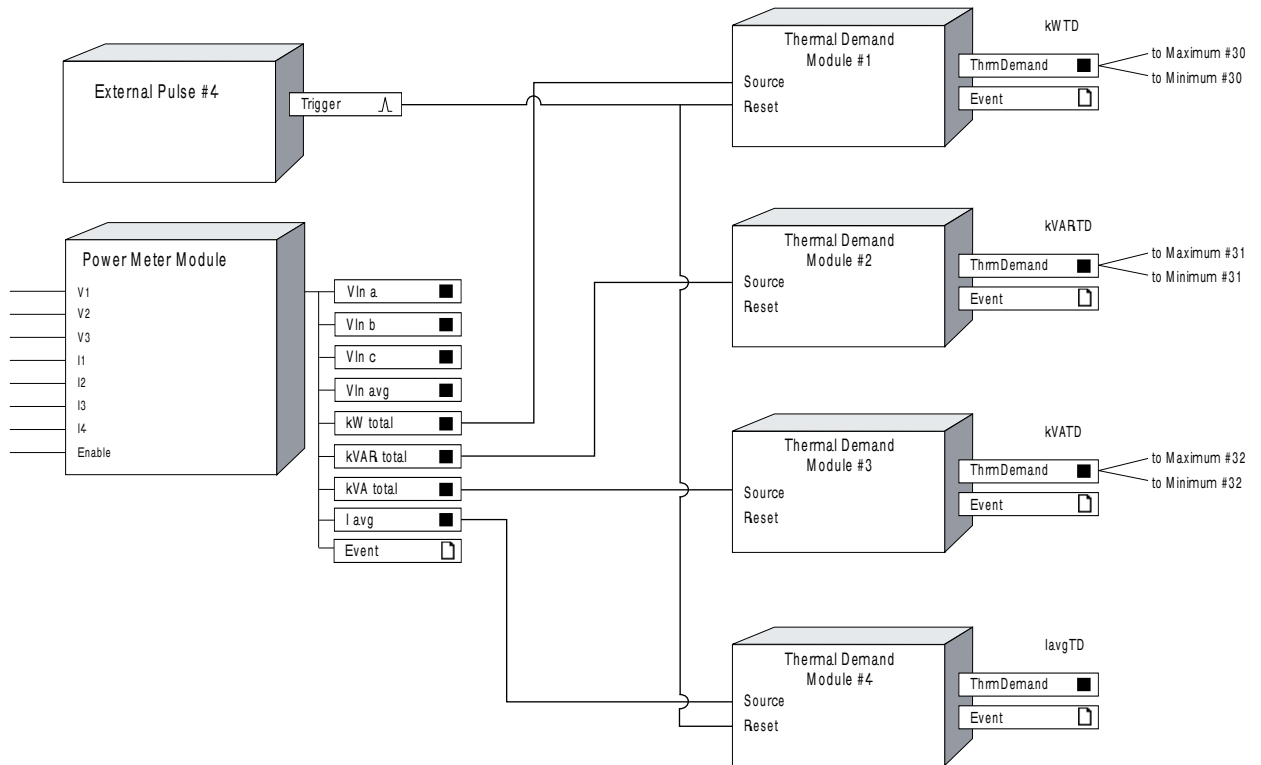 External Pulse #4
Trigger
Power Meter Module
V1
V2
V3
I1
I2
I3
I4
Enable
Vln a
Vln b
Vln c
Vln avg
kW total
kVAR total
kVA total
I avg
Event
Thermal Demand
Module #1
Source
Reset
kWTD
ThrmDemand
Event
to Maximum #30
to Minimum #30
Thermal Demand
Module #2
Source
Reset
kVARTD
ThrmDemand
Event
to Maximum #31
to Minimum #31
Thermal Demand
Module #3
Source
Reset
kVATD
ThrmDemand
Event
to Maximum #32
to Minimum #32
Thermal Demand
Module #4
Source
Reset
IavgTD
ThrmDemand
Event